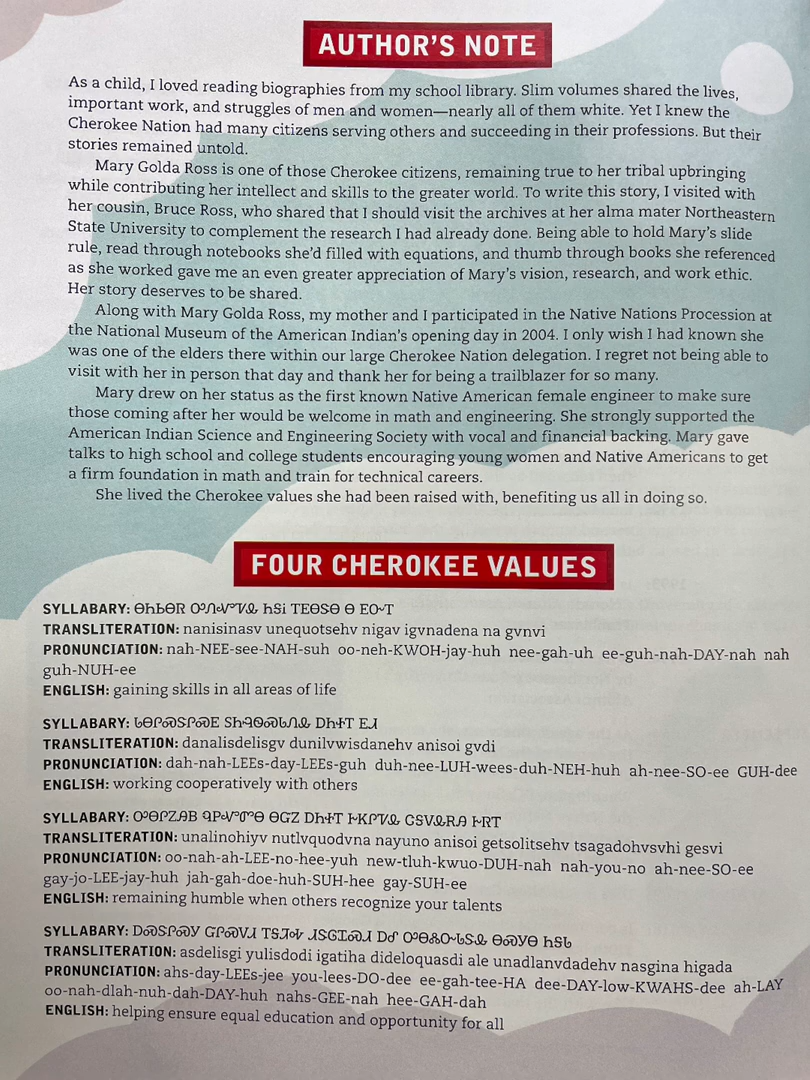 AUTHOR'S NOTE
As a child, I loved reading biographies from my school library. Slim volumes shared the lives,
important work, and struggles of men and women—nearly all of them white. Yet I knew the
Cherokee Nation had many citizens serving others and succeeding in their professions. But their
stories remained untold.
Mary Golda Ross is one of those Cherokee citizens, remaining true to her tribal upbringing
while contributing her intellect and skills to the greater world. To write this story, I visited with
her cousin, Bruce Ross, who shared that I should visit the archives at her alma mater Northeastern
State University to complement the research I had already done. Being able to hold Mary's slide
rule, read through notebooks she'd filled with equations, and thumb through books she referenced
as she worked gave me an even greater appreciation of Mary's vision, research, and work ethic.
Her story deserves to be shared.
Along with Mary Golda Ross, my mother and I participated in the Native Nations Procession at
the National Museum of the American Indian's opening day in 2004. I only wish I had known she
was one of the elders there within our large Cherokee Nation delegation. I regret not being able to
visit with her in person that day and thank her for being a trailblazer for so many.
Mary drew on her status as the first known Native American female engineer to make sure
those coming after her would be welcome in math and engineering. She strongly supported the
American Indian Science and Engineering Society with vocal and financial backing. Mary gave
talks to high school and college students encouraging young women and Native Americans to get
a firm foundation in math and train for technical careers.
She lived the Cherokee values she had been raised with, benefiting us all in doing so.
FOUR CHEROKEE VALUES
SYLLABARY: ᎾᏂᏏᎾᏒ ᎤᏁᏉᏤᎲ ᏂᎦᎥ ᎢᎬᎾᏕᎾ Ꮎ ᎬᏅᎢ
TRANSLITERATION: nanisinasv unequotsehv nigav igvnadena na gvnvi
PRONUNCIATION: nah-NEE-see-NAH-suh oo-neh-KWOH-jay-huh nee-gah-uh ee-guh-nah-DAY-nah nah
guh-NUH-ee
ENGLISH: gaining skills in all areas of life
SYLLABARY: ᏓᎾᎵᏍᏕᎵᏍᎬ ᏚᏂᎸᏫᏍᏓᏁᎲ ᎠᏂᏐᎢ ᎬᏗ
TRANSLITERATION: danalisdelisgv dunilvwisdanehv anisoi gvdi
PRONUNCIATION: dah-nah-LEEs-day-LEEs-guh duh-nee-LUH-wees-duh-NEH-huh ah-nee-SO-ee GUH-dee
ENGLISH: working cooperatively with others
SYLLABARY: ᎤᎾᎵᏃᎯᏴ ᏄᏢᏉᏛᎾ ᎾᏳᏃ ᎠᏂᏐᎢ ᎨᏦᎵᏤᎲ ᏣᎦᏙᎲᏒᎯ ᎨᏒᎢ
TRANSLITERATION: unalinohiyv nutlvquodvna nayuno anisoi getsolitsehv tsagadohvsvhi gesvi
PRONUNCIATION: oo-nah-ah-LEE-no-hee-yuh new-tluh-kwuo-DUH-nah nah-you-no ah-nee-SO-ee
gay-jo-LEE-jay-huh jah-gah-doe-huh-SUH-hee gay-SUH-ee
ENGLISH: remaining humble when others recognize your talents
SYLLABARY: ᎠᏍᏕᎵᏍᎩ ᏳᎵᏍᏙᏗ ᎢᎦᏘᎭ ᏗᏕᎶᏆᏍᏗ ᎠᎴ ᎤᎾᏜᏅᏓᏕᎲ ᎾᏍᎩᎾ ᏂᎦᏓ
TRANSLITERATION: asdelisgi yulisdodi igatiha dideloquasdi ale unadlanvdadehv nasgina higada
PRONUNCIATION: ahs-day-LEEs-jee you-lees-DO-dee ee-gah-tee-HA dee-DAY-low-KWAHS-dee ah-LAY
oo-nah-dlah-nuh-dah-DAY-huh nahs-GEE-nah hee-GAH-dah
ENGLISH: helping ensure equal education and opportunity for all